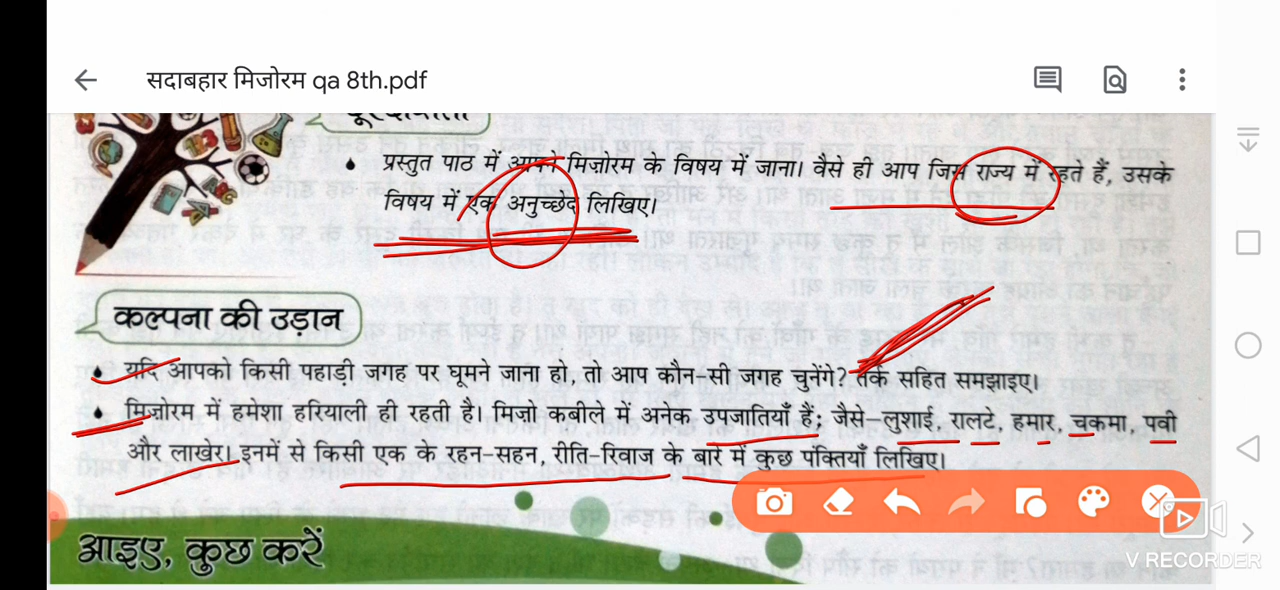 सदाबहार मिजोरम qa 8th.pdf
प्रस्तुत पाठ में आपने मिज़ोरम के विषय में जाना। वैसे ही आप जिस राज्य में रहते हैं, उसके
विषय में एक अनुच्छेद लिखिए।
कल्पना की उड़ान
यदि आपको किसी पहाड़ी जगह पर घूमने जाना हो, तो आप कौन-सी जगह चुनेंगे? तर्क सहित समझाइए।
मिज़ोरम में हमेशा हरियाली ही रहती है। मिजो कबीले में अनेक उपजातियाँ हैं; जैसे-लुशाई, रालटे, हमार, चकमा, पवी
और लाखेर। इनमें से किसी एक के रहन-सहन, रीति-रिवाज के बारे में कुछ पंक्तियाँ लिखिए।
आइए, कुछ करें
V RECORDER